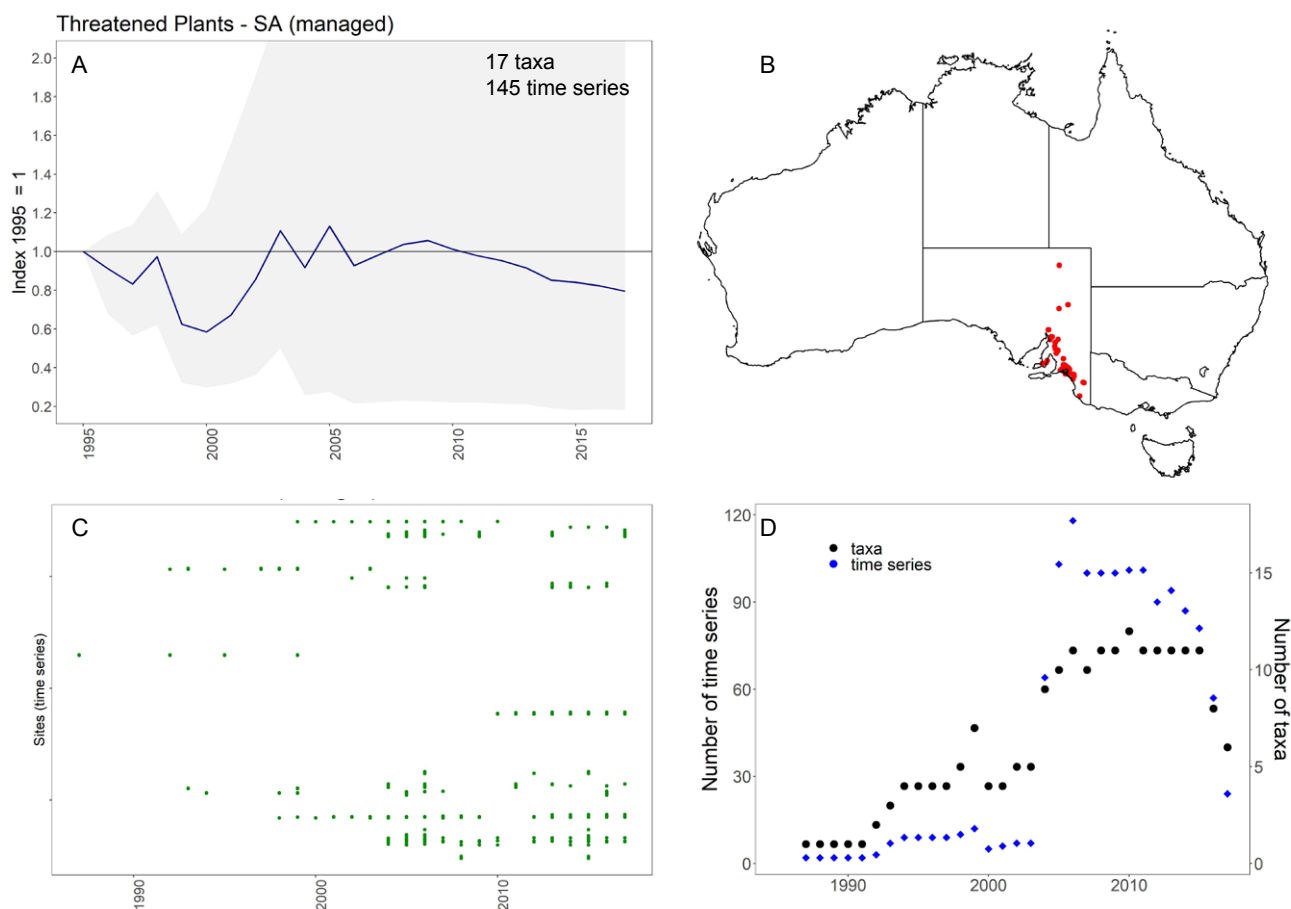 Threatened Plants - SA (managed)
A
17 taxa
145 time series
Index 1995 = 1
2.0
1.8
1.6
1.4
1.2
1.0
0.8
0.6
0.4
0.2
1995
2000
2005
2010
2015
B
C
Sites (time series)
1990
2000
2010
D
taxa
time series
Number of time series
120
90
60
30
0
15
10
5
0
Number of taxa
1990
2000
2010